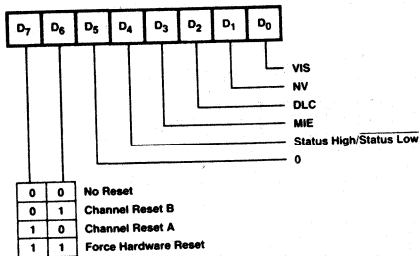 D7 D6 D5 D4 D3 D2 D1 D0
VIS
NV
DLC
MIE
Status High/Status Low
0
0 0 No Reset
0 1 Channel Reset B
1 0 Channel Reset A
1 1 Force Hardware Reset